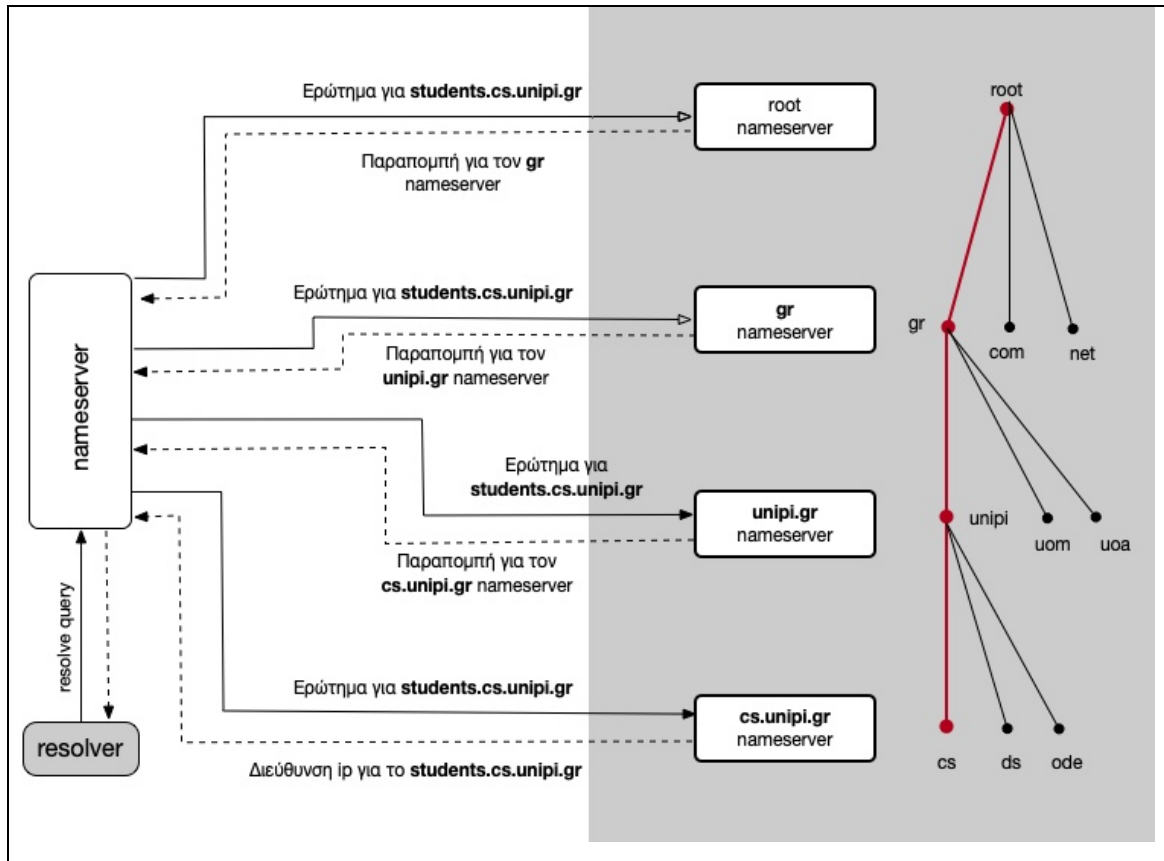 Ερώτημα για students.cs.unipi.gr
root
nameserver
root
Παραπομπή για τον gr
nameserver
Ερώτημα για students.cs.unipi.gr
gr
nameserver
gr
com
net
Παραπομπή για τον
unipi.gr nameserver
nameserver
Ερώτημα για
students.cs.unipi.gr
unipi.gr
nameserver
unipi
uom
uoa
Παραπομπή για τον
cs.unipi.gr nameserver
resolve query
Ερώτημα για students.cs.unipi.gr
cs.unipi.gr
nameserver
resolver
Διεύθυνση ip για το students.cs.unipi.gr
cs
ds
ode